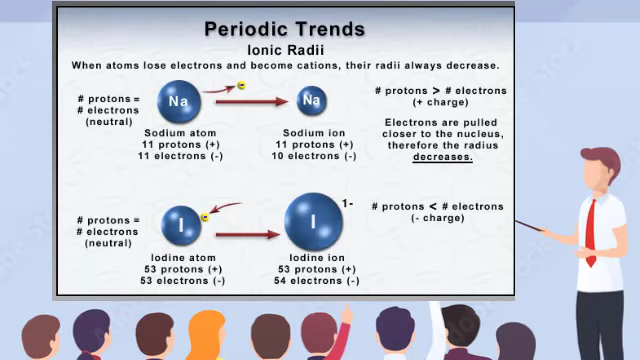 Periodic Trends
Ionic Radii
When atoms lose electrons and become cations, their radii always decrease.
# protons =
# electrons
(neutral)
Na
Sodium atom
11 protons (+)
11 electrons (-)
Na
Sodium ion
11 protons (+)
10 electrons (-)
# protons > # electrons
(+ charge)
Electrons are pulled
closer to the nucleus,
therefore the radius
decreases.
# protons =
# electrons
(neutral)
I
Iodine atom
53 protons (+)
53 electrons (-)
I
1-
Iodine ion
53 protons (+)
54 electrons (-)
# protons < # electrons
(- charge)